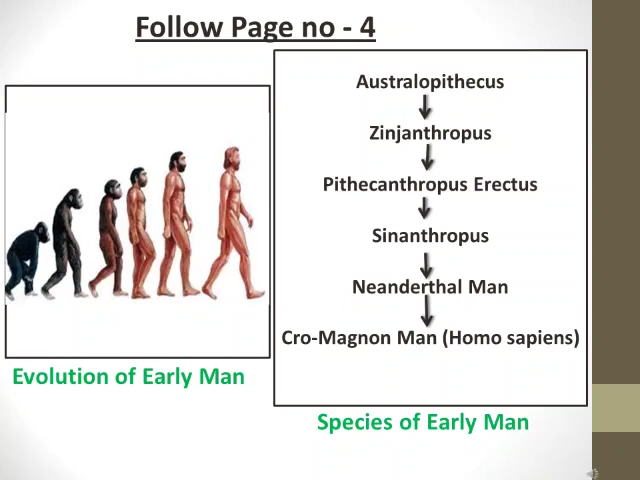 Follow Page no - 4
Australopithecus
Zinjanthropus
Pithecanthropus Erectus
Sinanthropus
Neanderthal Man
Cro-Magnon Man (Homo sapiens)
Evolution of Early Man
Species of Early Man